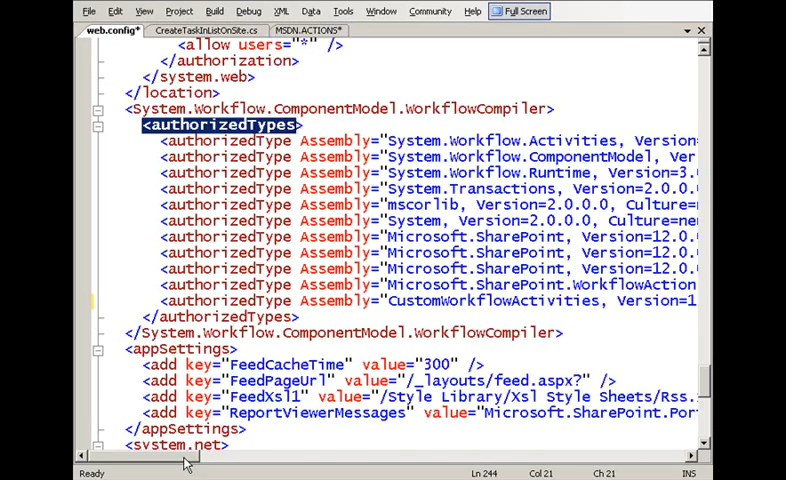 File Edit View Project Build Debug XML Data Tools Window Community Help Full Screen
web.config* CreateTaskInListOnSite.cs MSDN.ACTIONS*
<allow users="*" />
</authorization>
</system.web>
</location>
<System.Workflow.ComponentModel.WorkflowCompiler>
<authorizedTypes>
<authorizedType Assembly="System.Workflow.Activities, Version=
<authorizedType Assembly="System.Workflow.ComponentModel, Ver
<authorizedType Assembly="System.Workflow.Runtime, Version=3.
<authorizedType Assembly="System.Transactions, Version=2.0.0.
<authorizedType Assembly="mscorlib, Version=2.0.0.0, Culture=
<authorizedType Assembly="System, Version=2.0.0.0, Culture=ne
<authorizedType Assembly="Microsoft.SharePoint, Version=12.0.
<authorizedType Assembly="Microsoft.SharePoint, Version=12.0.
<authorizedType Assembly="Microsoft.SharePoint, Version=12.0.
<authorizedType Assembly="Microsoft.SharePoint.WorkflowAction
<authorizedType Assembly="CustomWorkflowActivities, Version=1
</authorizedTypes>
</System.Workflow.ComponentModel.WorkflowCompiler>
<appSettings>
<add key="FeedCacheTime" value="300" />
<add key="FeedPageUrl" value="/_layouts/feed.aspx?" />
<add key="FeedXsl1" value="/Style Library/Xsl Style Sheets/Rss.
<add key="ReportViewerMessages" value="Microsoft.SharePoint.Por
</appSettings>
<system.net>
Ready Ln 244 Col 21 Ch 21 INS